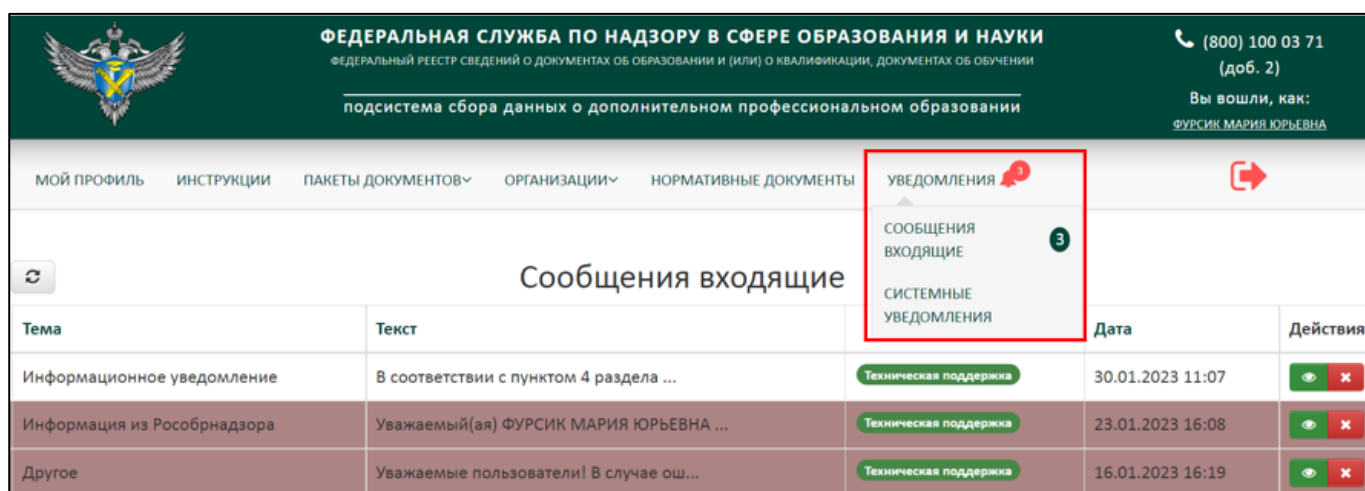 ФЕДЕРАЛЬНАЯ СЛУЖБА ПО НАДЗОРУ В СФЕРЕ ОБРАЗОВАНИЯ И НАУКИ
ФЕДЕРАЛЬНЫЙ РЕЕСТР СВЕДЕНИЙ О ДОКУМЕНТАХ ОБ ОБРАЗОВАНИИ И (ИЛИ) О КВАЛИФИКАЦИИ, ДОКУМЕНТАХ ОБ ОБУЧЕНИИ
подсистема сбора данных о дополнительном профессиональном образовании
(800) 100 03 71
(доб. 2)
Вы вошли, как:
ФУРСИК МАРИЯ ЮРЬЕВНА
МОЙ ПРОФИЛЬ ИНСТРУКЦИИ ПАКЕТЫ ДОКУМЕНТОВ ОРГАНИЗАЦИИ НОРМАТИВНЫЕ ДОКУМЕНТЫ УВЕДОМЛЕНИЯ 3
СООБЩЕНИЯ
ВХОДЯЩИЕ 3
СИСТЕМНЫЕ
УВЕДОМЛЕНИЯ
Сообщения входящие
Тема Текст Дата Действия
Информационное уведомление В соответствии с пунктом 4 раздела ... Техническая поддержка 30.01.2023 11:07
Информация из Рособрнадзора Уважаемый(ая) ФУРСИК МАРИЯ ЮРЬЕВНА ... Техническая поддержка 23.01.2023 16:08
Другое Уважаемые пользователи! В случае ош... Техническая поддержка 16.01.2023 16:19